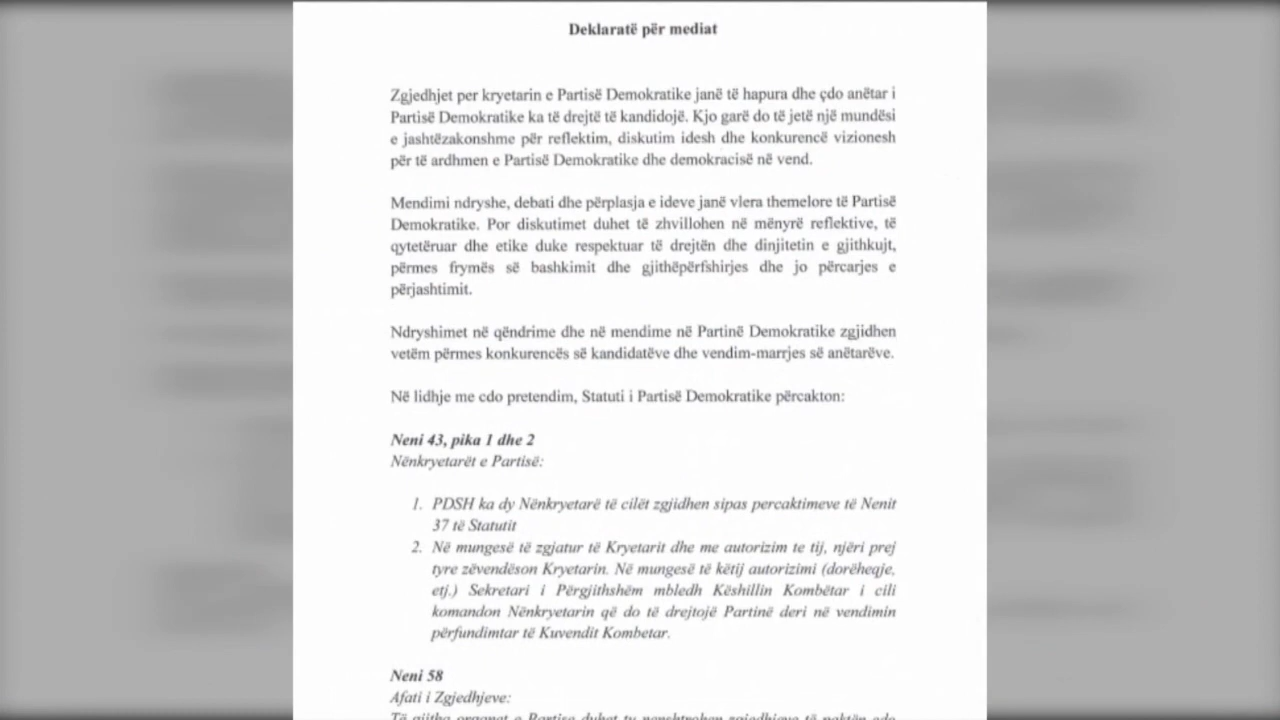 Deklaratë për mediat
Zgjedhjet per kryetarin e Partisë Demokratike janë të hapura dhe çdo anëtar i
Partisë Demokratike ka të drejtë të kandidojë. Kjo garë do të jetë një mundësi
e jashtëzakonshme për reflektim, diskutim idesh dhe konkurencë vizionesh
për të ardhmen e Partisë Demokratike dhe demokracisë në vend.
Mendimi ndryshe, debati dhe përplasja e ideve janë vlera themelore të Partisë
Demokratike. Por diskutimet duhet të zhvillohen në mënyrë reflektive, të
qytetëruar dhe etike duke respektuar të drejtën dhe dinjitetin e gjithkujt,
përmes frymës së bashkimit dhe gjithëpërfshirjes dhe jo përcarjes e
përjashtimit.
Ndryshimet në qëndrime dhe në mendime në Partinë Demokratike zgjidhen
vetëm përmes konkurencës së kandidatëve dhe vendim-marrjes së anëtarëve.
Në lidhje me cdo pretendim, Statuti i Partisë Demokratike përcakton:
Neni 43, pika 1 dhe 2
Nënkryetarët e Partisë:
1. PDSH ka dy Nënkryetarë të cilët zgjidhen sipas percaktimeve të Nenit
37 të Statutit
2. Në mungesë të zgjatur të Kryetarit dhe me autorizim te tij, njëri prej
tyre zëvendëson Kryetarin. Në mungesë të këtij autorizimi (dorëheqje,
etj.) Sekretari i Përgjithshëm mbledh Këshillin Kombëtar i cili
komandon Nënkryetarin që do të drejtojë Partinë deri në vendimin
përfundimtar të Kuvendit Kombetar.
Neni 58
Afati i Zgjedhjeve:
Të gjitha organet e Partise duhet